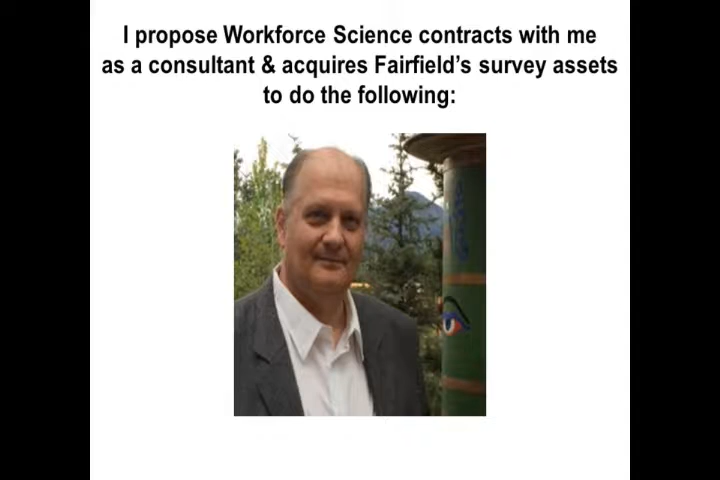 I propose Workforce Science contracts with me
as a consultant & acquires Fairfield’s survey assets
to do the following: